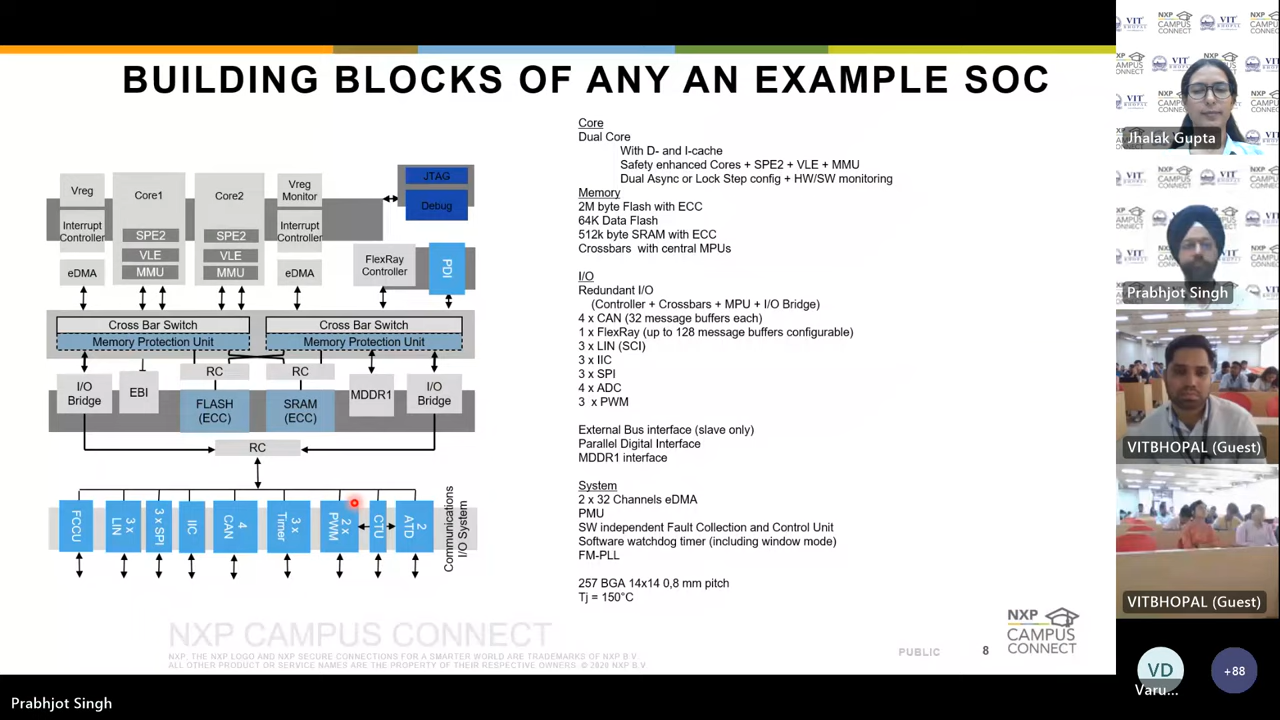 BUILDING BLOCKS OF ANY AN EXAMPLE SOC
Vreg
Core1
Core2
Vreg
Monitor
JTAG
Debug
Interrupt
Controller
SPE2
SPE2
Interrupt
Controller
VLE
VLE
MMU
MMU
eDMA
eDMA
FlexRay
Controller
PDI
Cross Bar Switch
Cross Bar Switch
Memory Protection Unit
Memory Protection Unit
RC
RC
I/O
Bridge
EBI
FLASH
(ECC)
SRAM
(ECC)
MDDR1
I/O
Bridge
RC
FCCU
3 x
LIN
3 x SPI
IIC
4
CAN
3 x
Timer
2 x
PWM
CTU
2
ATD
Communications
I/O System
Core
Dual Core
With D- and I-cache
Safety enhanced Cores + SPE2 + VLE + MMU
Dual Async or Lock Step config + HW/SW monitoring
Memory
2M byte Flash with ECC
64K Data Flash
512k byte SRAM with ECC
Crossbars with central MPUs
I/O
Redundant I/O
(Controller + Crossbars + MPU + I/O Bridge)
4 x CAN (32 message buffers each)
1 x FlexRay (up to 128 message buffers configurable)
3 x LIN (SCI)
3 x IIC
3 x SPI
4 x ADC
3 x PWM
External Bus interface (slave only)
Parallel Digital Interface
MDDR1 interface
System
2 x 32 Channels eDMA
PMU
SW independent Fault Collection and Control Unit
Software watchdog timer (including window mode)
FM-PLL
257 BGA 14x14 0,8 mm pitch
Tj = 150°C
NXP CAMPUS CONNECT
NXP, THE NXP LOGO AND NXP SECURE CONNECTIONS FOR A SMARTER WORLD ARE TRADEMARKS OF NXP B.V.
ALL OTHER PRODUCT OR SERVICE NAMES ARE THE PROPERTY OF THEIR RESPECTIVE OWNERS. © 2020 NXP B.V
PUBLIC
8
NXP
CAMPUS
CONNECT
Prabhjot Singh
Jhalak Gupta
Prabhjot Singh
VITBHOPAL (Guest)
VITBHOPAL (Guest)
VD
Varu...
+88